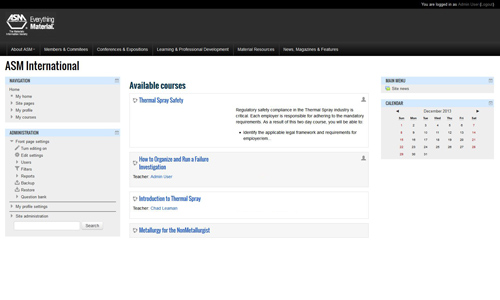 You are logged in as Admin User (Logout)
ASM
Everything Material.
The Materials Information Society
About ASM
Members & Committees
Conferences & Expositions
Learning & Professional Development
Material Resources
News, Magazines & Features
ASM International
NAVIGATION
Home
My home
Site pages
My profile
My courses
ADMINISTRATION
Front page settings
Turn editing on
Edit settings
Users
Filters
Reports
Backup
Restore
Question bank
My profile settings
Site administration
Search
Available courses
Thermal Spray Safety
Regulatory safety compliance in the Thermal Spray industry is
critical. Each employer is responsible for adhering to the mandatory
requirements. As a result of this two day course, you will be able to:
Identify the applicable legal framework and requirements for
employer/em..
How to Organize and Run a Failure
Investigation
Teacher: Admin User
Introduction to Thermal Spray
Teacher: Chad Loeman
Metallurgy for the NonMetallurgist
MAIN MENU
Site news
CALENDAR
December 2013
Sun Mon Tue Wed Thu Fri Sat
1 2 3 4 5 6 7
8 9 10 11 12 13 14
15 16 17 18 19 20 21
22 23 24 25 26 27 28
29 30 31